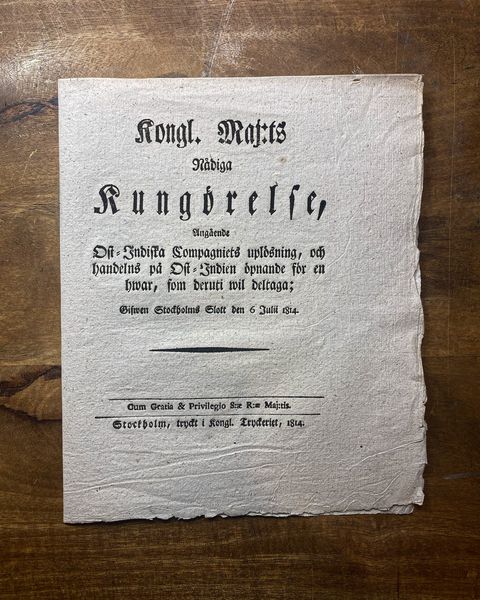 Kongl. Maj:ts
Nådiga
Kungörelse,
Angående
Ost-Indiska Compagniets uplösning, och
handelns på Ost-Indien öpnande för en
hwar, som deruti wil deltaga;
Gifwen Stockholms Slott den 6 Julii 1814.
Cum Gratia & Privilegio S:æ R:æ Maj:tis.
Stockholm, tryckt i Kongl. Tryckeriet, 1814.